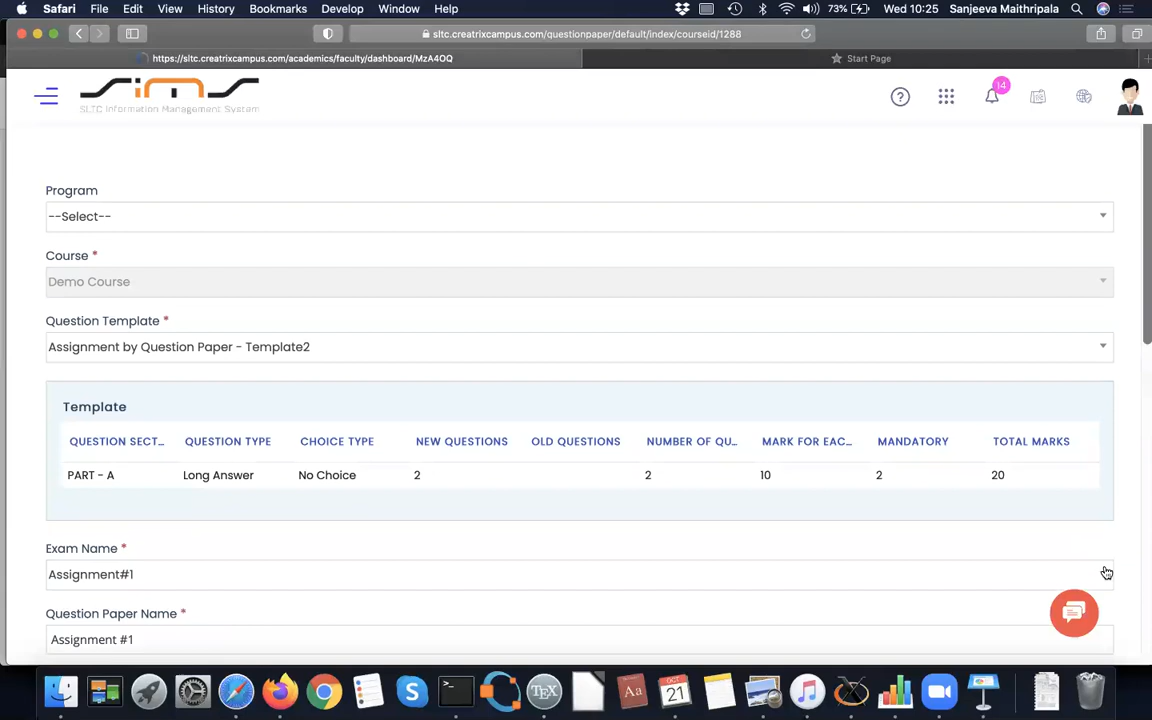 Safari File Edit View History Bookmarks Develop Window Help 73% Wed 10:25 Sanjeeva Maithripala
sltc.creatrixcampus.com/questionpaper/default/index/courseid/1288
https://sltc.creatrixcampus.com/academics/faculty/dashboard/MzA4OQ Start Page
sims
SLTC Information Management System
14
Program
--Select--
Course *
Demo Course
Question Template *
Assignment by Question Paper - Template2
Template
QUESTION SECT... QUESTION TYPE CHOICE TYPE NEW QUESTIONS OLD QUESTIONS NUMBER OF QU... MARK FOR EAC... MANDATORY TOTAL MARKS
PART - A Long Answer No Choice 2 2 10 2 20
Exam Name *
Assignment#1
Question Paper Name *
Assignment #1
>_
TEX
Aa
OCT
21